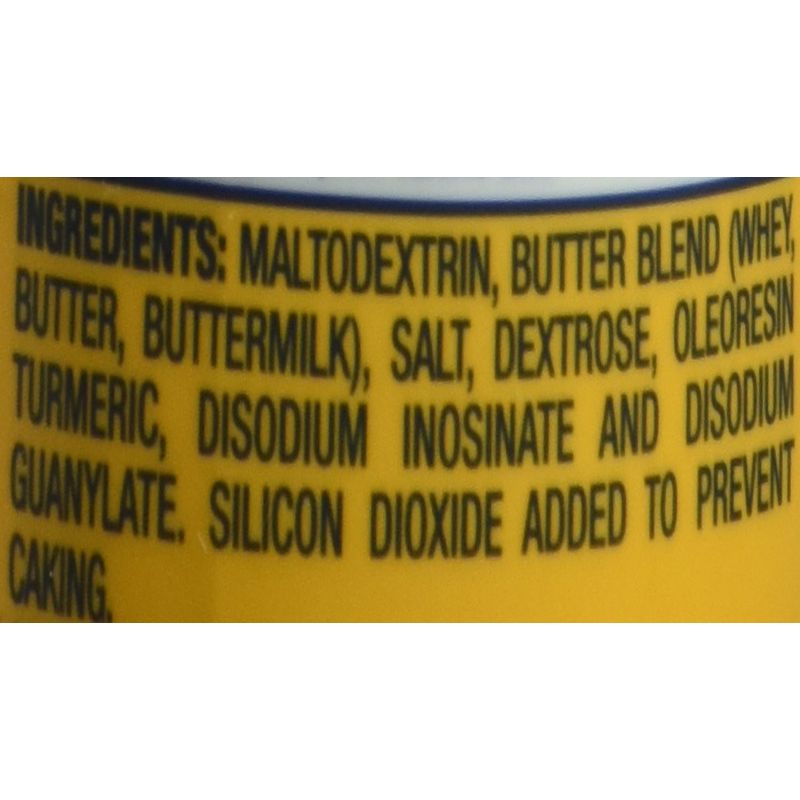 INGREDIENTS: MALTODEXTRIN, BUTTER BLEND (WHEY,
BUTTER, BUTTERMILK), SALT, DEXTROSE, OLEORESIN
TURMERIC, DISODIUM INOSINATE AND DISODIUM
GUANYLATE. SILICON DIOXIDE ADDED TO PREVENT
CAKING.